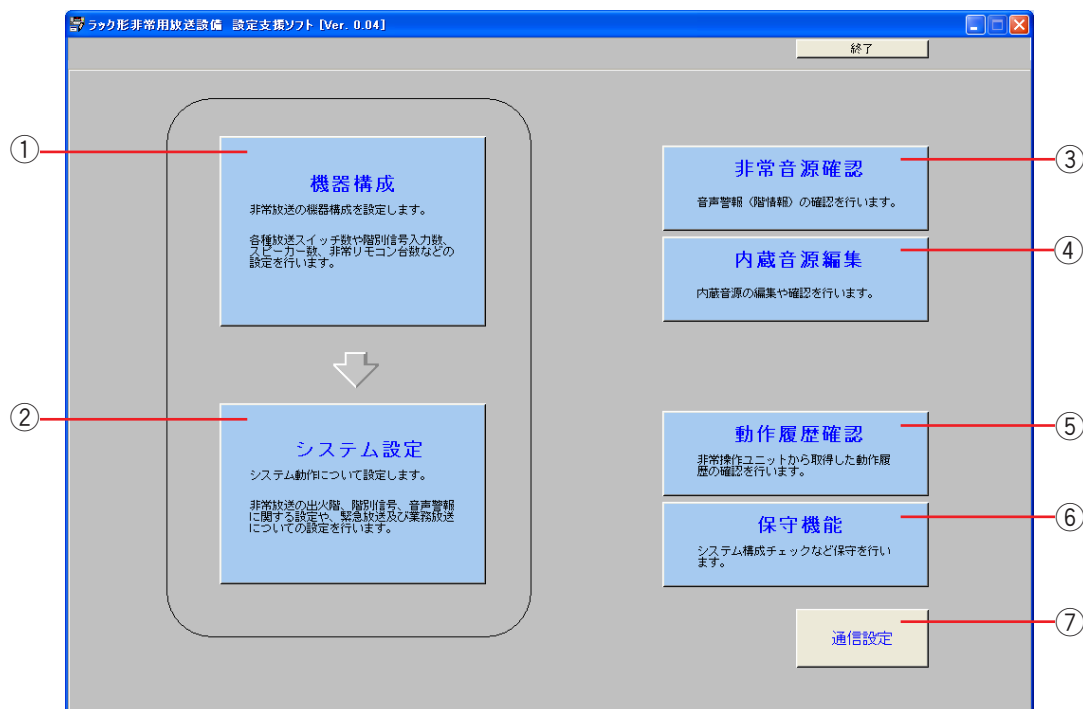 ラック形非常用放送設備 設定支援ソフト [Ver. 0.04]
終了
①
機器構成
非常放送の機器構成を設定します。
各種放送スイッチ数や階別信号入力数、
スピーカー数、非常リモコン台数などの
設定を行います。
②
システム設定
システム動作について設定します。
非常放送の出火階、階別信号、音声警報
に関する設定や、緊急放送及び業務放送
についての設定を行います。
③
非常音源確認
音声警報（階情報）の確認を行います。
④
内蔵音源編集
内蔵音源の編集や確認を行います。
⑤
動作履歴確認
非常操作ユニットから取得した動作履
歴の確認を行います。
⑥
保守機能
システム構成チェックなど保守を行い
ます。
⑦
通信設定